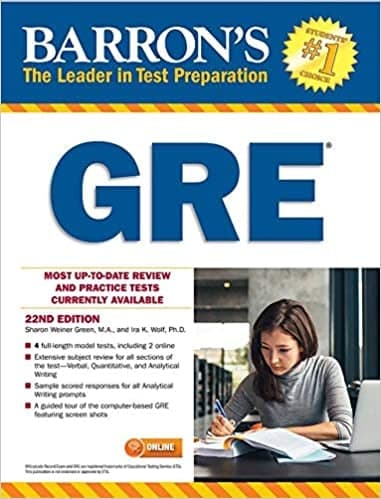 BARRON'S
The Leader in Test Preparation
STUDENTS'
#1
CHOICE
GRE®
MOST UP-TO-DATE REVIEW
AND PRACTICE TESTS
CURRENTLY AVAILABLE
22ND EDITION
Sharon Weiner Green, M.A., and Ira K. Wolf, Ph.D.
• 4 full-length model tests, including 2 online
• Extensive subject review for all sections of
the test—Verbal, Quantitative, and Analytical
Writing
• Sample scored responses for all Analytical
Writing prompts
• A guided tour of the computer-based GRE
featuring screen shots
ONLINE